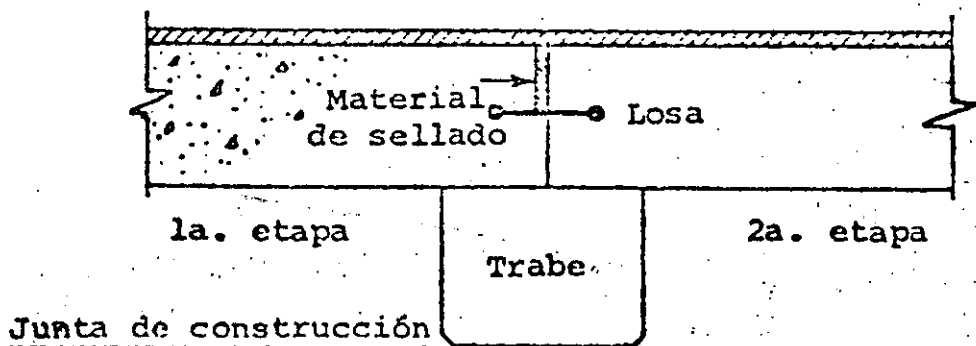 Material
de sellado
Losa
1a. etapa
2a. etapa
Trabe
Junta de construcción